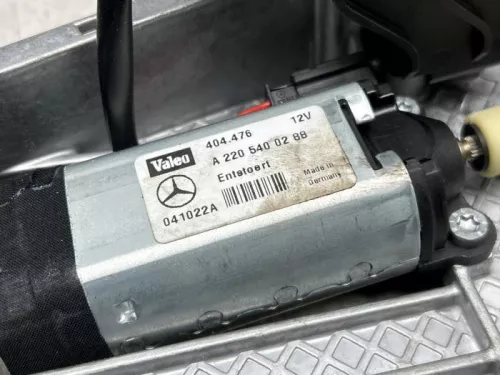 404.476 12V
Valeo A 220 540 02 88
Entstoert Made in
Germany
041022A